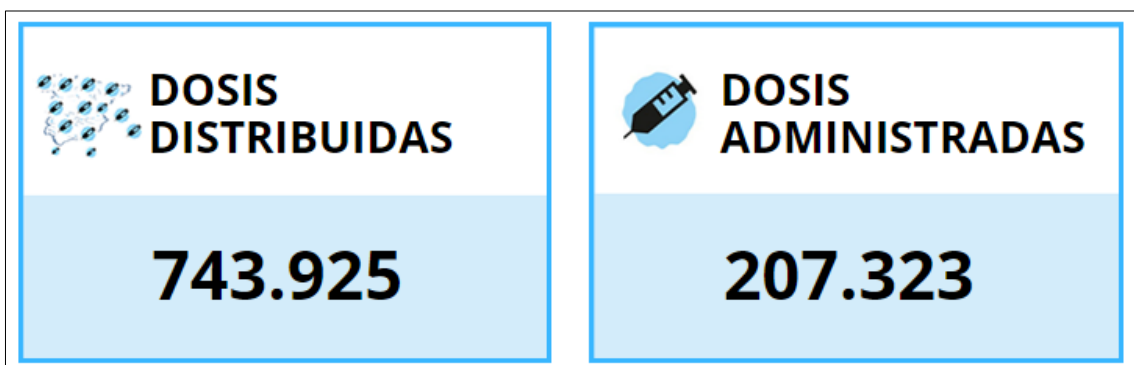 DOSIS
DISTRIBUIDAS
743.925
DOSIS
ADMINISTRADAS
207.323